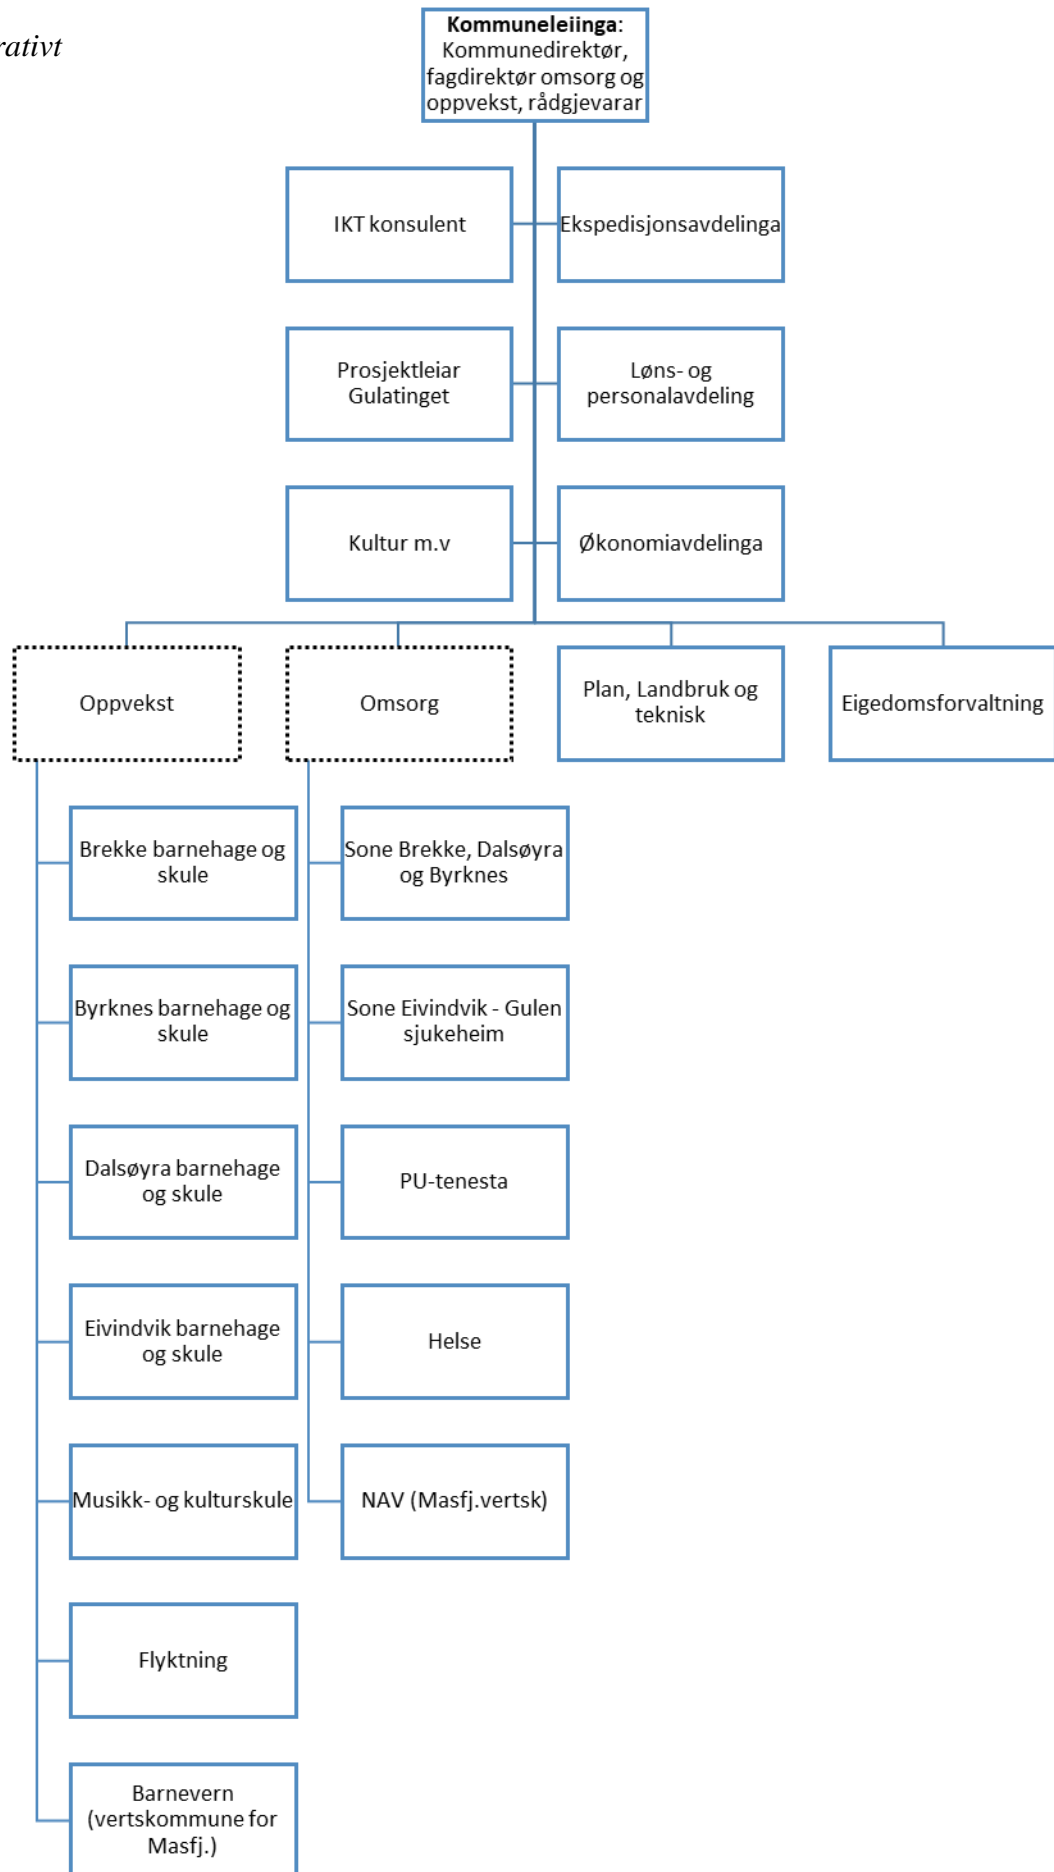 rativt
Kommuneleiinga:
Kommunedirektør,
fagdirektør omsorg og
oppvekst, rådgjevarar
IKT konsulent
Ekspedisjonsavdelinga
Prosjektleiar
Gulatinget
Løns- og
personalavdeling
Kultur m.v
Økonomiavdelinga
Oppvekst
Omsorg
Plan, Landbruk og
teknisk
Eigedomsforvaltning
Brekke barnehage og
skule
Sone Brekke, Dalsøyra
og Byrknes
Byrknes barnehage og
skule
Sone Eivindvik - Gulen
sjukeheim
Dalsøyra barnehage
og skule
PU-tenesta
Eivindvik barnehage
og skule
Helse
Musikk- og kulturskule
NAV (Masfj.vertsk)
Flyktning
Barnevern
(vertskommune for
Masfj.)